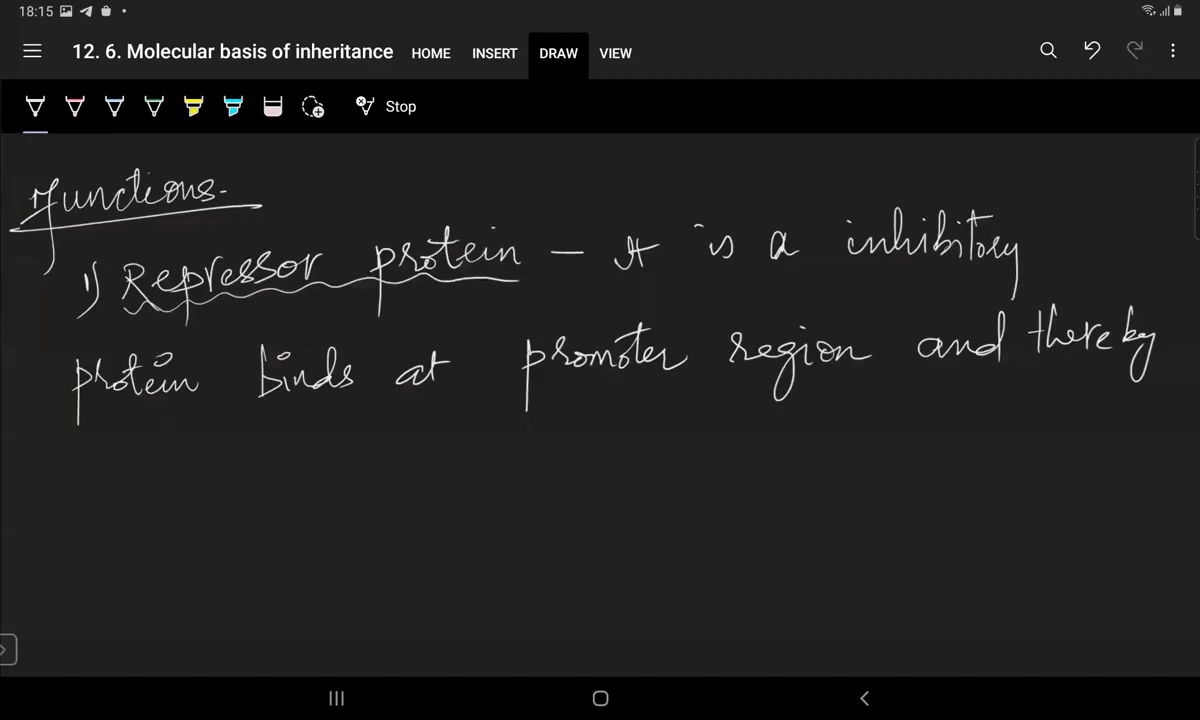 18:15
12. 6. Molecular basis of inheritance HOME INSERT DRAW VIEW
Stop
Functions.
1) Repressor protein – It is a inhibitory
protein binds at promoter region and thereby